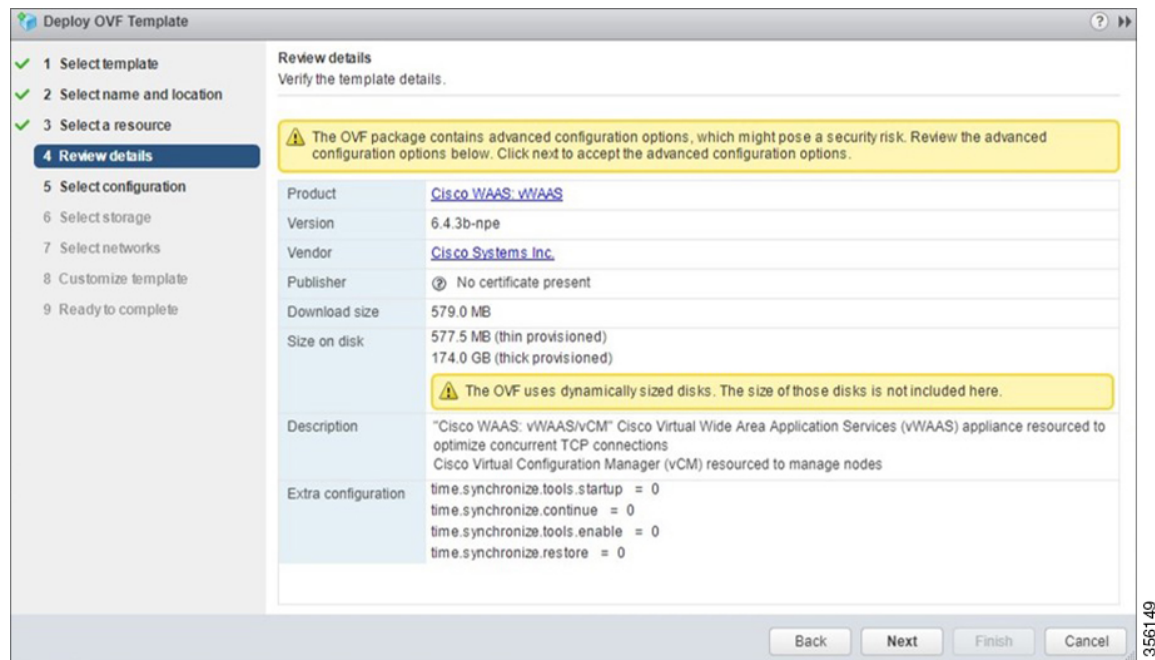 Deploy OVF Template
1 Select template
2 Select name and location
3 Select a resource
4 Review details
5 Select configuration
6 Select storage
7 Select networks
8 Customize template
9 Ready to complete
Review details
Verify the template details.
The OVF package contains advanced configuration options, which might pose a security risk. Review the advanced
configuration options below. Click next to accept the advanced configuration options.
Product Cisco WAAS: vWAAS
Version 6.4.3b-npe
Vendor Cisco Systems Inc.
Publisher ? No certificate present
Download size 579.0 MB
Size on disk 577.5 MB (thin provisioned)
174.0 GB (thick provisioned)
The OVF uses dynamically sized disks. The size of those disks is not included here.
Description "Cisco WAAS: vWAAS/vCM" Cisco Virtual Wide Area Application Services (vWAAS) appliance resourced to
optimize concurrent TCP connections
Cisco Virtual Configuration Manager (vCM) resourced to manage nodes
Extra configuration time.synchronize.tools.startup = 0
time.synchronize.continue = 0
time.synchronize.tools.enable = 0
time.synchronize.restore = 0
Back Next Finish Cancel
356149